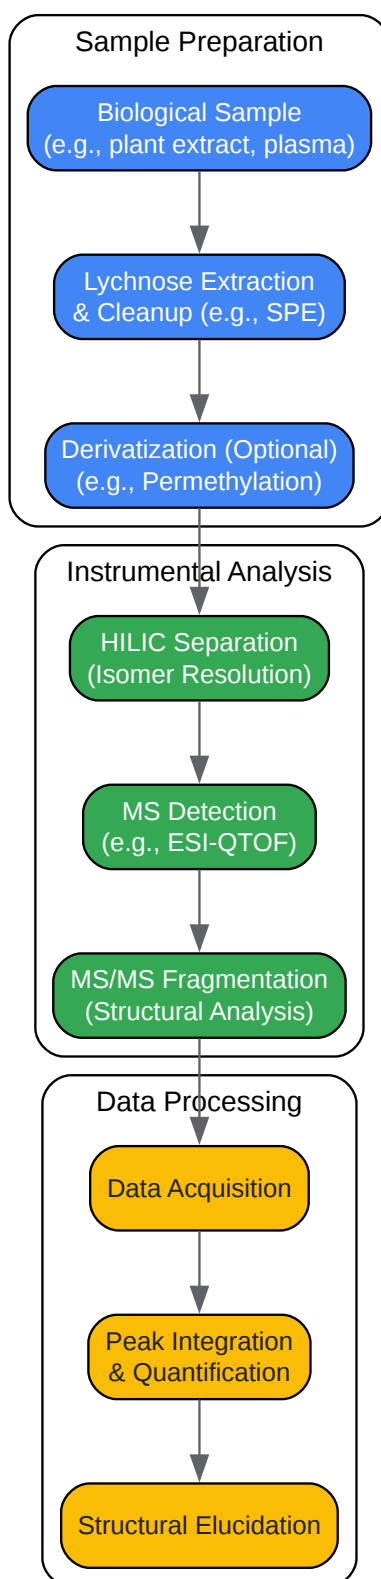 Sample Preparation
Biological Sample
(e.g., plant extract, plasma)
Lychnose Extraction
& Cleanup (e.g., SPE)
Derivatization (Optional)
(e.g., Permethylation)
Instrumental Analysis
HILIC Separation
(Isomer Resolution)
MS Detection
(e.g., ESI-QTOF)
MS/MS Fragmentation
(Structural Analysis)
Data Processing
Data Acquisition
Peak Integration
& Quantification
Structural Elucidation